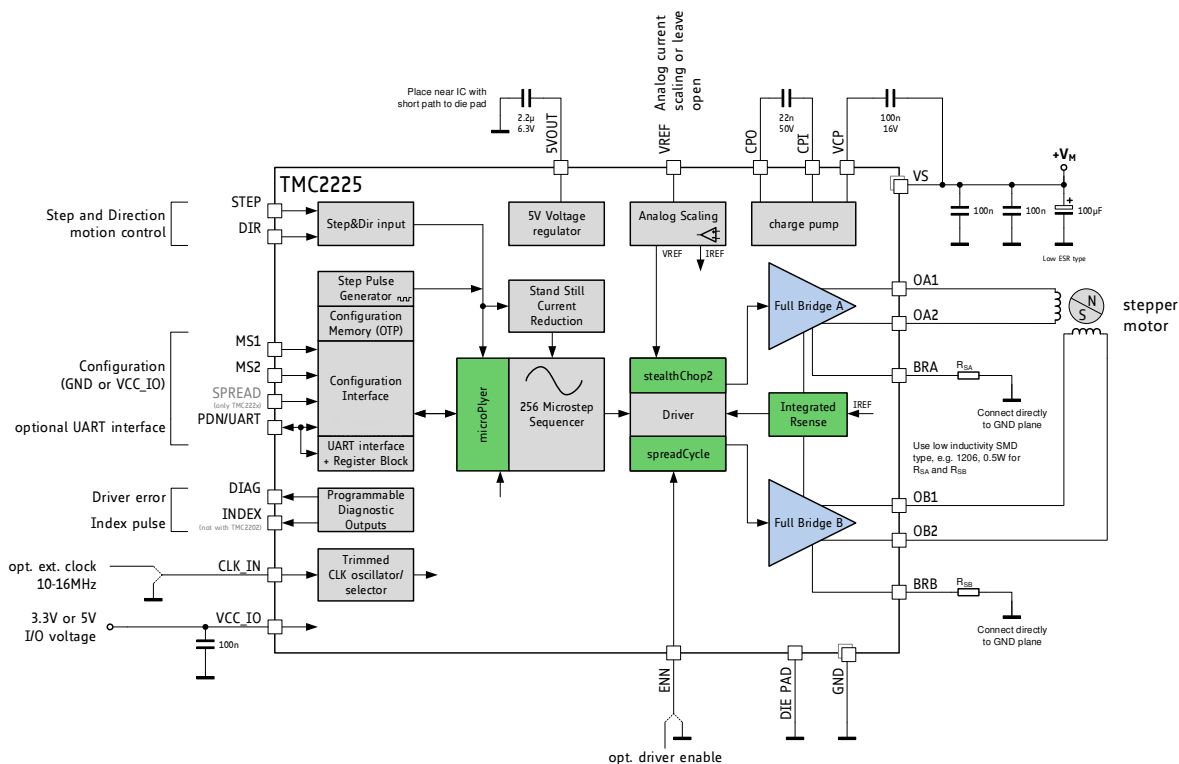 Place near IC with
short path to die pad
2.2µ
6.3V
5VOUT
VREF
Analog current
scaling or leave
open
CPO
22n
50V
CPI
VCP
100n
16V
+VM
VS
100n
100n
+
100µF
Low ESR type
TMC2225
Step and Direction
motion control
STEP
DIR
Step&Dir input
5V Voltage
regulator
Analog Scaling
VREF
IREF
charge pump
Step Pulse
Generator
Configuration
Memory (OTP)
Stand Still
Current
Reduction
Full Bridge A
OA1
OA2
N
S
stepper
motor
Configuration
(GND or VCC_IO)
optional UART interface
MS1
MS2
SPREAD
(only TMC222x)
PDN/UART
Configuration
Interface
UART interface
+ Register Block
microPlyer
256 Microstep
Sequencer
stealthChop2
Driver
spreadCycle
Integrated
Rsense
IREF
BRA
RSA
Connect directly
to GND plane
Use low inductivity SMD
type, e.g. 1206, 0.5W for
RSA and RSB
Driver error
Index pulse
DIAG
INDEX
(not with TMC2202)
Programmable
Diagnostic
Outputs
Full Bridge B
OB1
OB2
opt. ext. clock
10-16MHz
CLK_IN
Trimmed
CLK oscillator/
selector
BRB
RSB
Connect directly
to GND plane
3.3V or 5V
I/O voltage
VCC_IO
100n
ENN
DIE PAD
GND
opt. driver enable